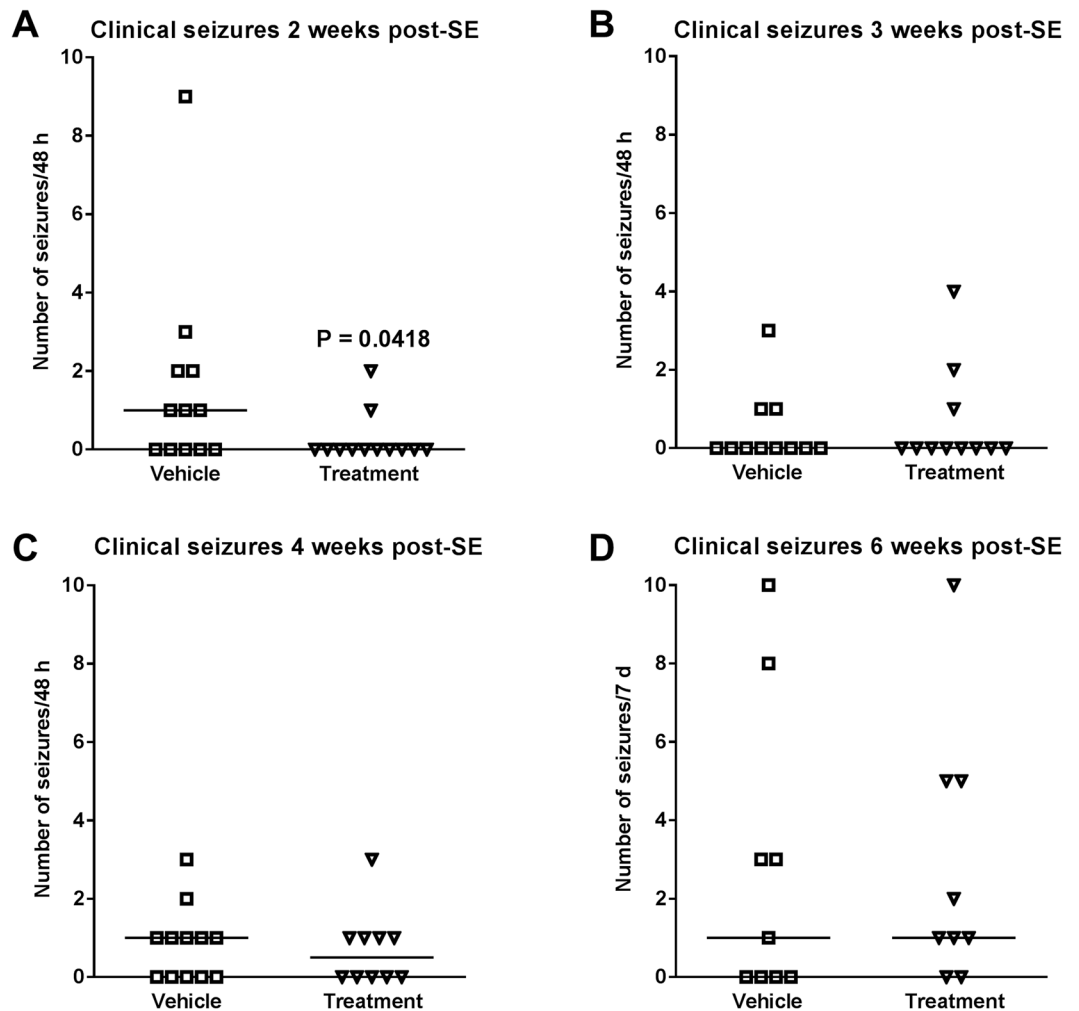 A Clinical seizures 2 weeks post-SE
Number of seizures/48 h
10
8
6
4
2
0
P = 0.0418
Vehicle Treatment
B Clinical seizures 3 weeks post-SE
Number of seizures/48 h
10
8
6
4
2
0
Vehicle Treatment
C Clinical seizures 4 weeks post-SE
Number of seizures/48 h
10
8
6
4
2
0
Vehicle Treatment
D Clinical seizures 6 weeks post-SE
Number of seizures/7 d
10
8
6
4
2
0
Vehicle Treatment